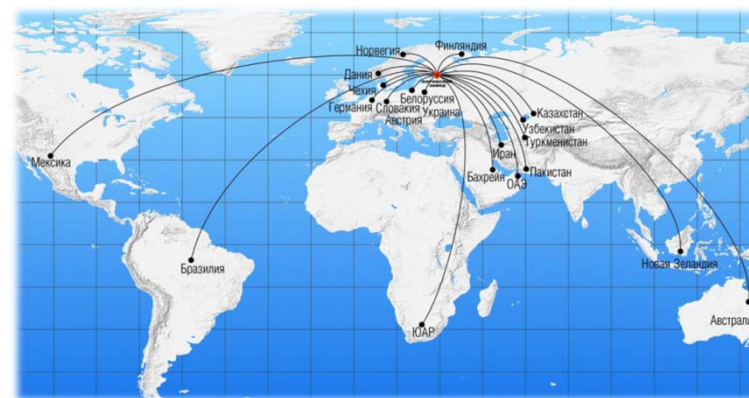 Норвегия
Финляндия
Дания
Чехия
Германия
Словакия
Австрия
Белоруссия
Украина
Казахстан
Узбекистан
Туркменистан
Иран
Бахрейн
ОАЭ
Пакистан
Мексика
Бразилия
ЮАР
Новая Зеландия
Австрали